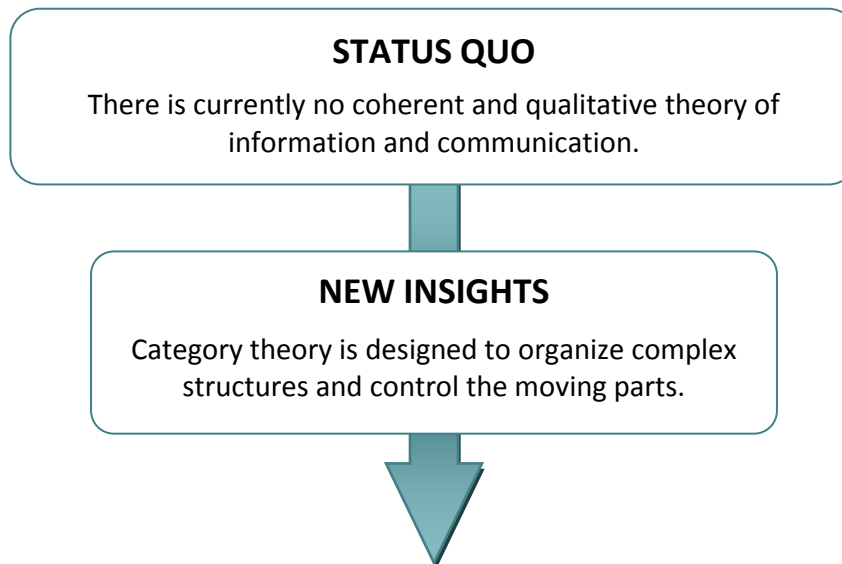 STATUS QUO
There is currently no coherent and qualitative theory of
information and communication.
NEW INSIGHTS
Category theory is designed to organize complex
structures and control the moving parts.